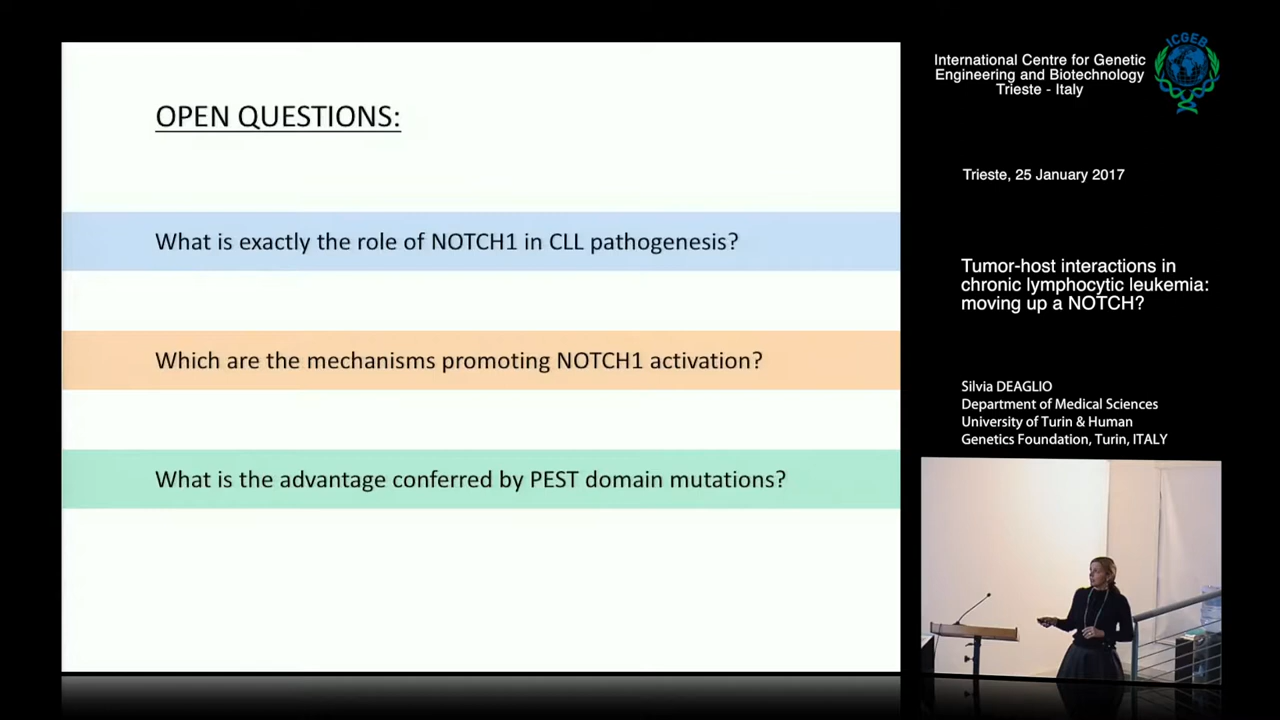 OPEN QUESTIONS:
What is exactly the role of NOTCH1 in CLL pathogenesis?
Which are the mechanisms promoting NOTCH1 activation?
What is the advantage conferred by PEST domain mutations?
International Centre for Genetic
Engineering and Biotechnology
Trieste - Italy
ICGEB
Trieste, 25 January 2017
Tumor-host interactions in
chronic lymphocytic leukemia:
moving up a NOTCH?
Silvia DEAGLIO
Department of Medical Sciences
University of Turin & Human
Genetics Foundation, Turin, ITALY